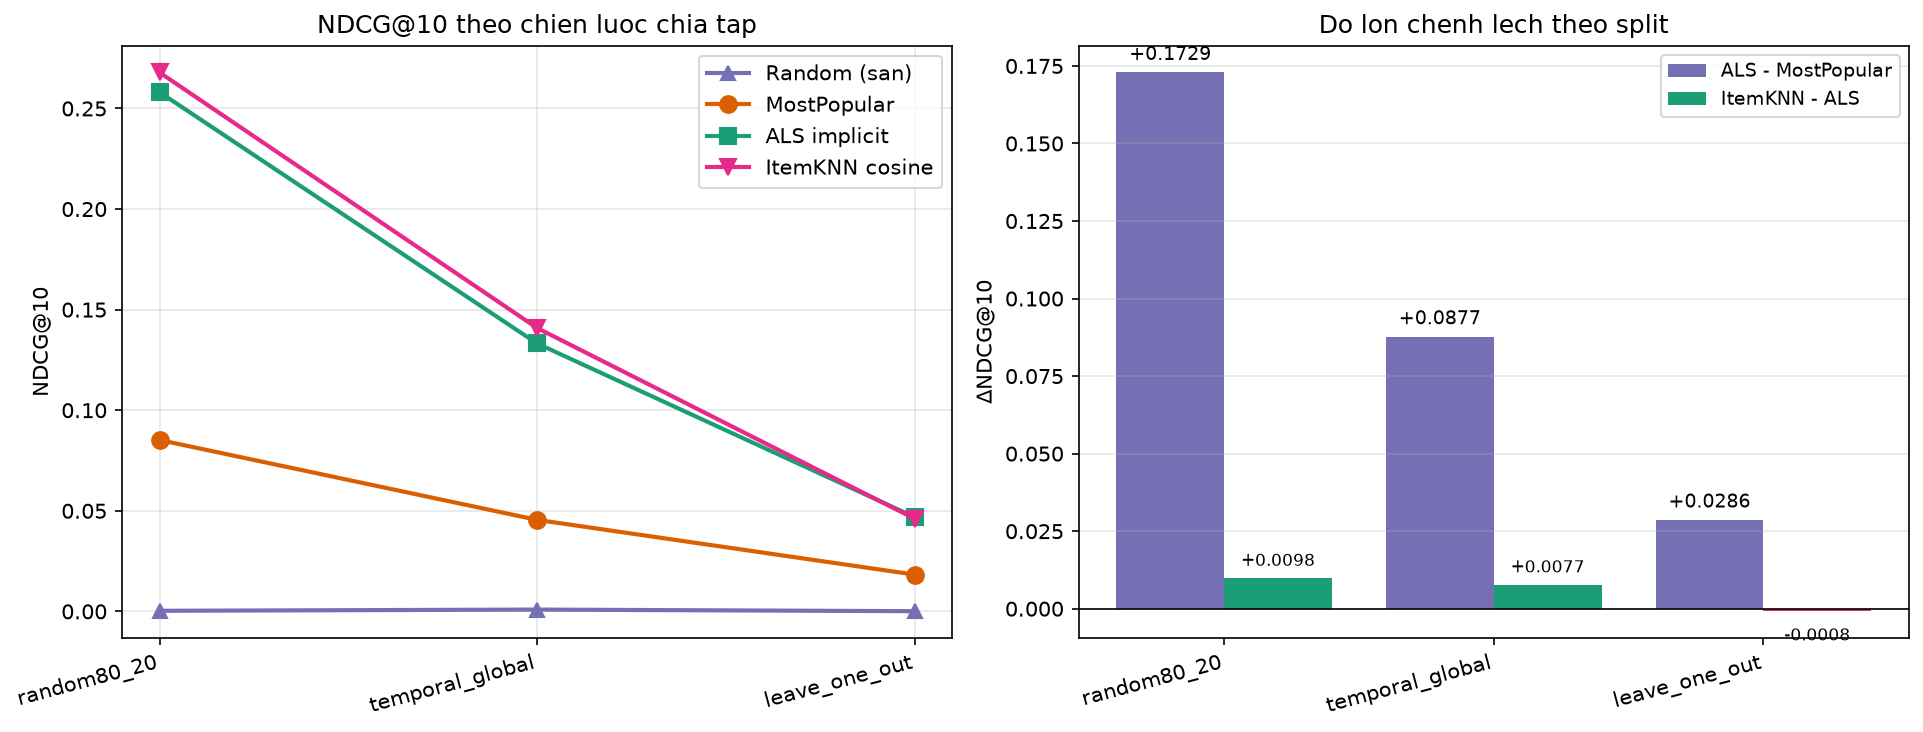 NDCG@10 theo chien luoc chia tap
NDCG@10
0.25
0.20
0.15
0.10
0.05
0.00
Random (san)
MostPopular
ALS implicit
ItemKNN cosine
random80_20
temporal_global
leave_one_out
Do lon chenh lech theo split
ΔNDCG@10
0.175
0.150
0.125
0.100
0.075
0.050
0.025
0.000
ALS - MostPopular
ItemKNN - ALS
+0.1729
+0.0098
+0.0877
+0.0077
+0.0286
-0.0008
random80_20
temporal_global
leave_one_out